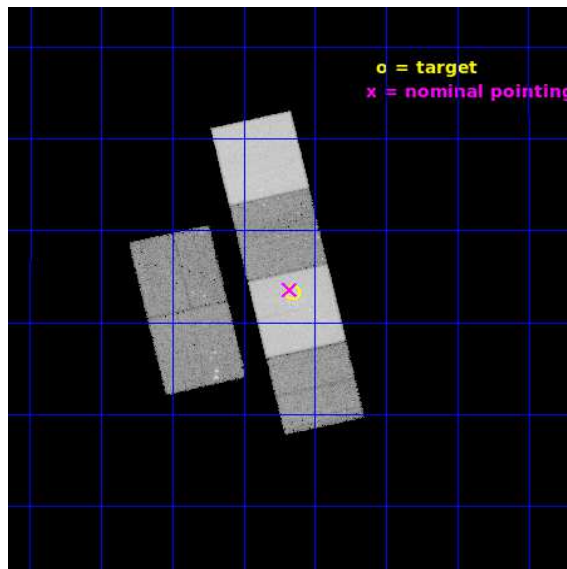 o = target
x = nominal pointing